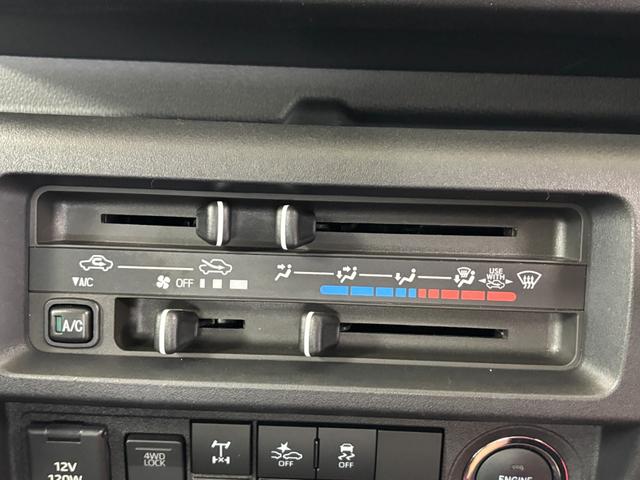 USE
WITH
▼A/C
OFF
A/C
12V
120W
4WD
LOCK
OFF
OFF
ENGINE